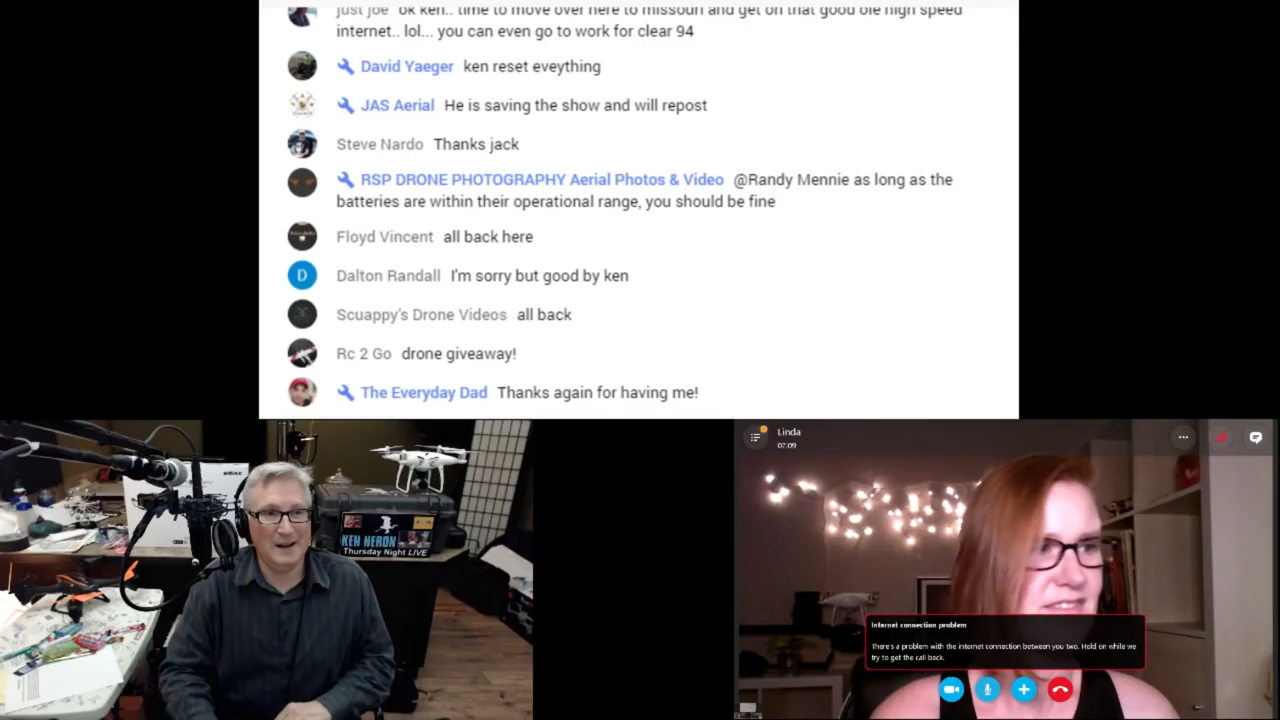 just joe ok ken.. time to move over here to missouri and get on that good ole high speed
internet.. lol... you can even go to work for clear 94
David Yaeger ken reset eveything
JAS Aerial He is saving the show and will repost
Steve Nardo Thanks jack
RSP DRONE PHOTOGRAPHY Aerial Photos & Video @Randy Mennie as long as the
batteries are within their operational range, you should be fine
Floyd Vincent all back here
D
Dalton Randall I'm sorry but good by ken
Scuappy's Drone Videos all back
Rc 2 Go drone giveaway!
The Everyday Dad Thanks again for having me!
KEN HERON
Thursday Night LIVE
Linda
07:09
Internet connection problem
There's a problem with the internet connection between you two. Hold on while we
try to get the call back.